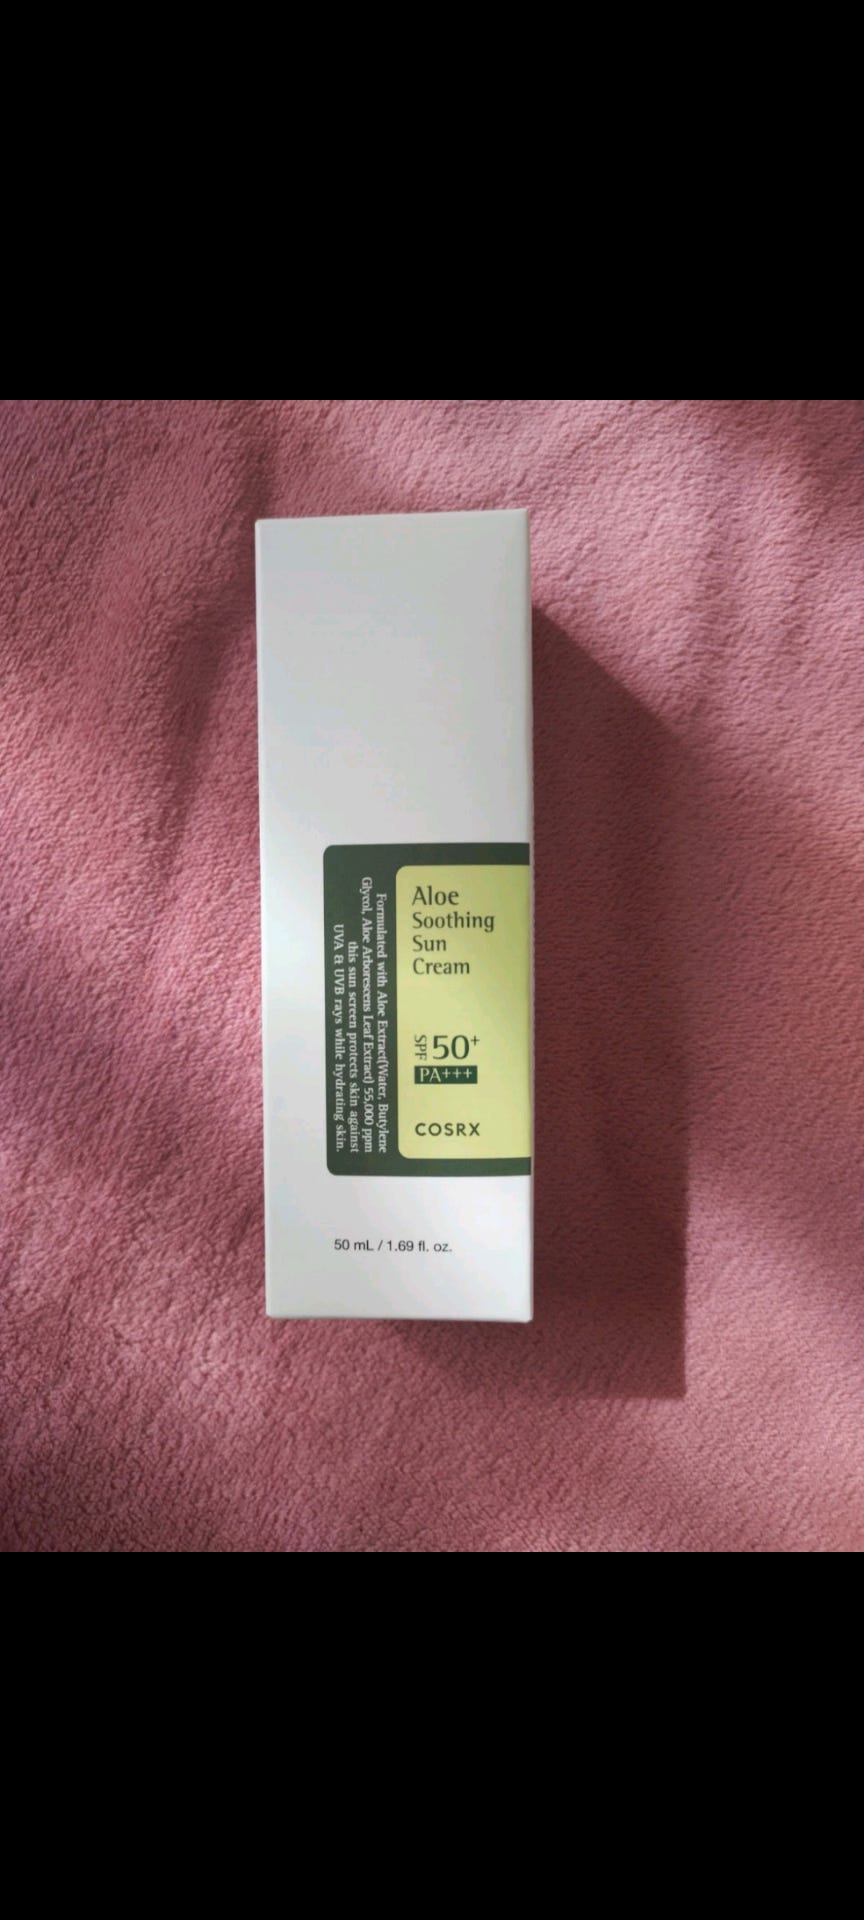 Aloe
Soothing
Sun
Cream
SPF 50+
PA+++
COSRX
Formulated with Aloe Extract(Water, Butylene
Glycol, Aloe Arborescens Leaf Extract) 55,000 ppm
this sun screen protects skin against
UVA & UVB rays while hydrating skin.
50 mL / 1.69 fl. oz.